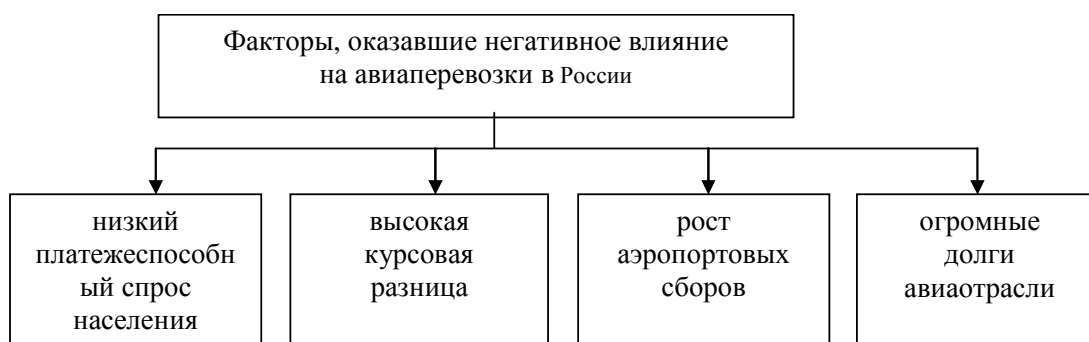 Факторы, оказавшие негативное влияние
на авиаперевозки в России
низкий
платежеспособн
ый спрос
населения
высокая
курсовая
разница
рост
аэропортовых
сборов
огромные
долги
авиаотрасли